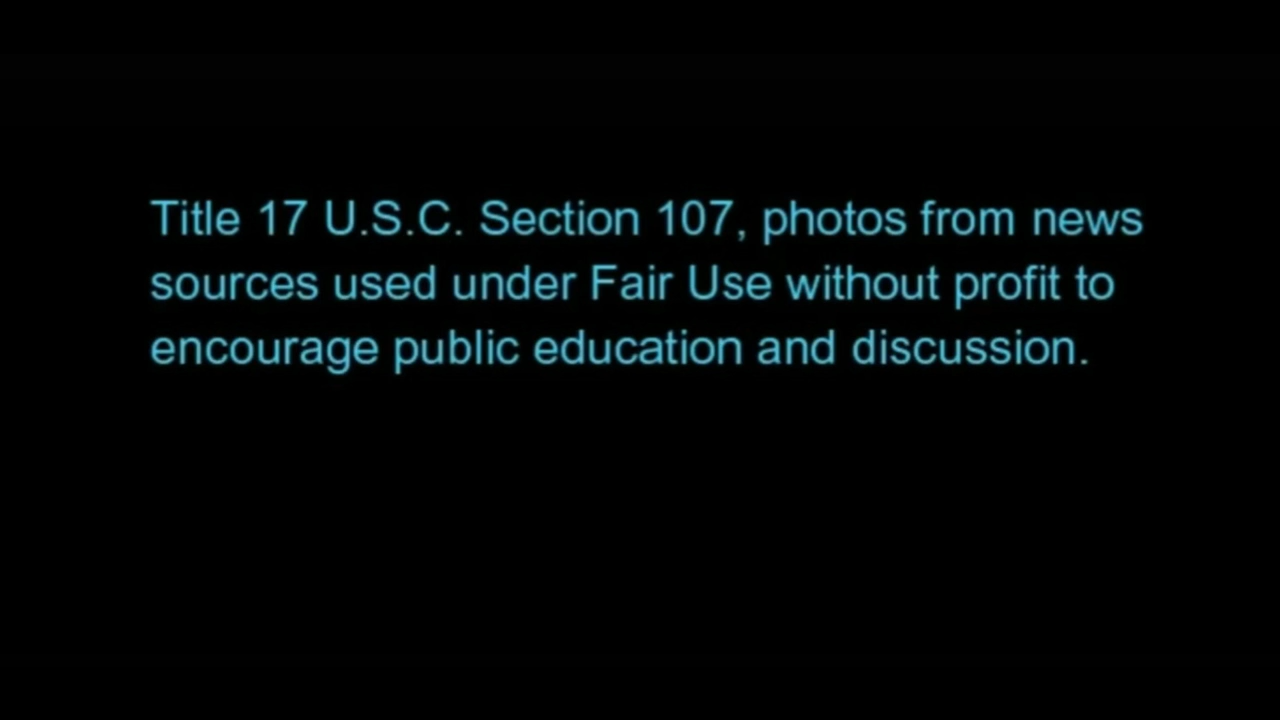 Title 17 U.S.C. Section 107, photos from news
sources used under Fair Use without profit to
encourage public education and discussion.